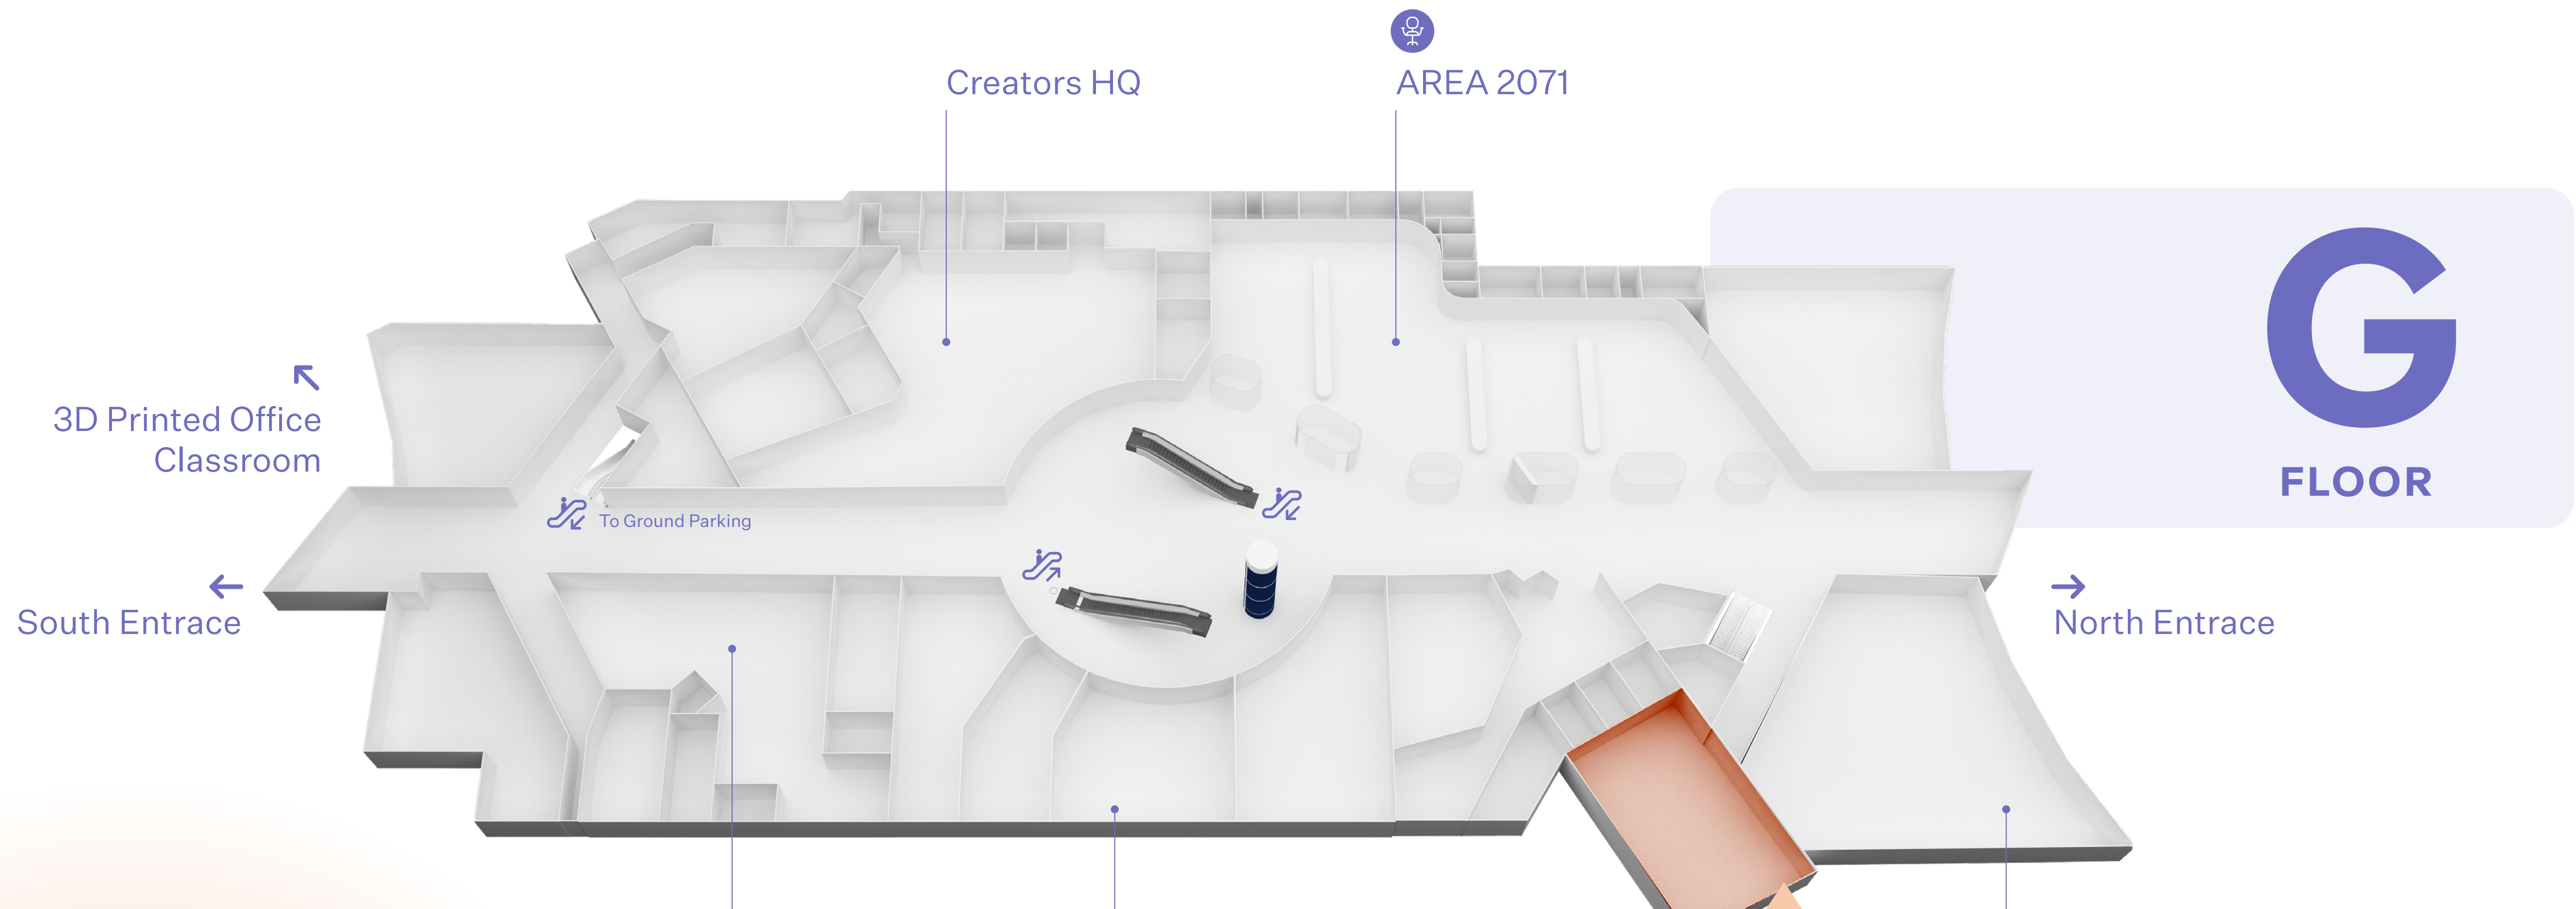 Creators HQ
AREA 2071
G
FLOOR
3D Printed Office
Classroom
To Ground Parking
South Entrace
North Entrace